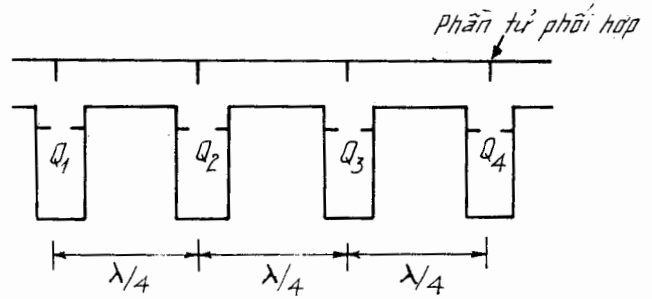 Phần tử phối hợp
Q1 Q2 Q3 Q4
λ/4 λ/4 λ/4